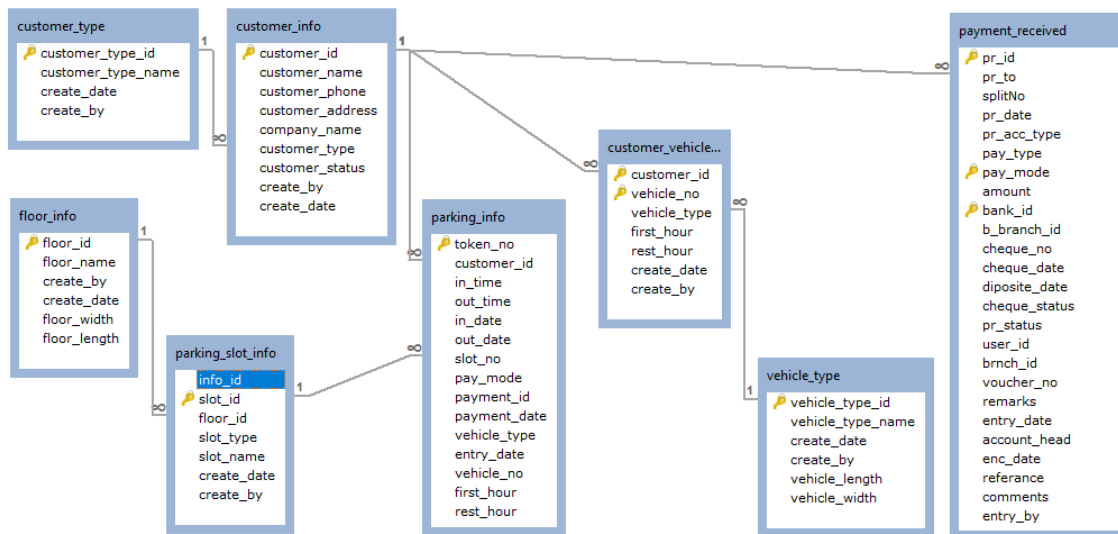 customer_type
customer_type_id
customer_type_name
create_date
create_by
customer_info
customer_id
customer_name
customer_phone
customer_address
company_name
customer_type
customer_status
create_by
create_date
payment_received
pr_id
pr_to
splitNo
pr_date
pr_acc_type
pay_type
pay_mode
amount
bank_id
b_branch_id
cheque_no
cheque_date
diposite_date
cheque_status
pr_status
user_id
brnch_id
voucher_no
remarks
entry_date
account_head
enc_date
referance
comments
entry_by
customer_vehicle...
customer_id
vehicle_no
vehicle_type
first_hour
rest_hour
create_date
create_by
floor_info
floor_id
floor_name
create_by
create_date
floor_width
floor_length
parking_info
token_no
customer_id
in_time
out_time
in_date
out_date
slot_no
pay_mode
payment_id
payment_date
vehicle_type
entry_date
vehicle_no
first_hour
rest_hour
parking_slot_info
info_id
slot_id
floor_id
slot_type
slot_name
create_date
create_by
vehicle_type
vehicle_type_id
vehicle_type_name
create_date
create_by
vehicle_length
vehicle_width
1
∞
1
∞
∞
∞
∞
1
1
∞
1
∞